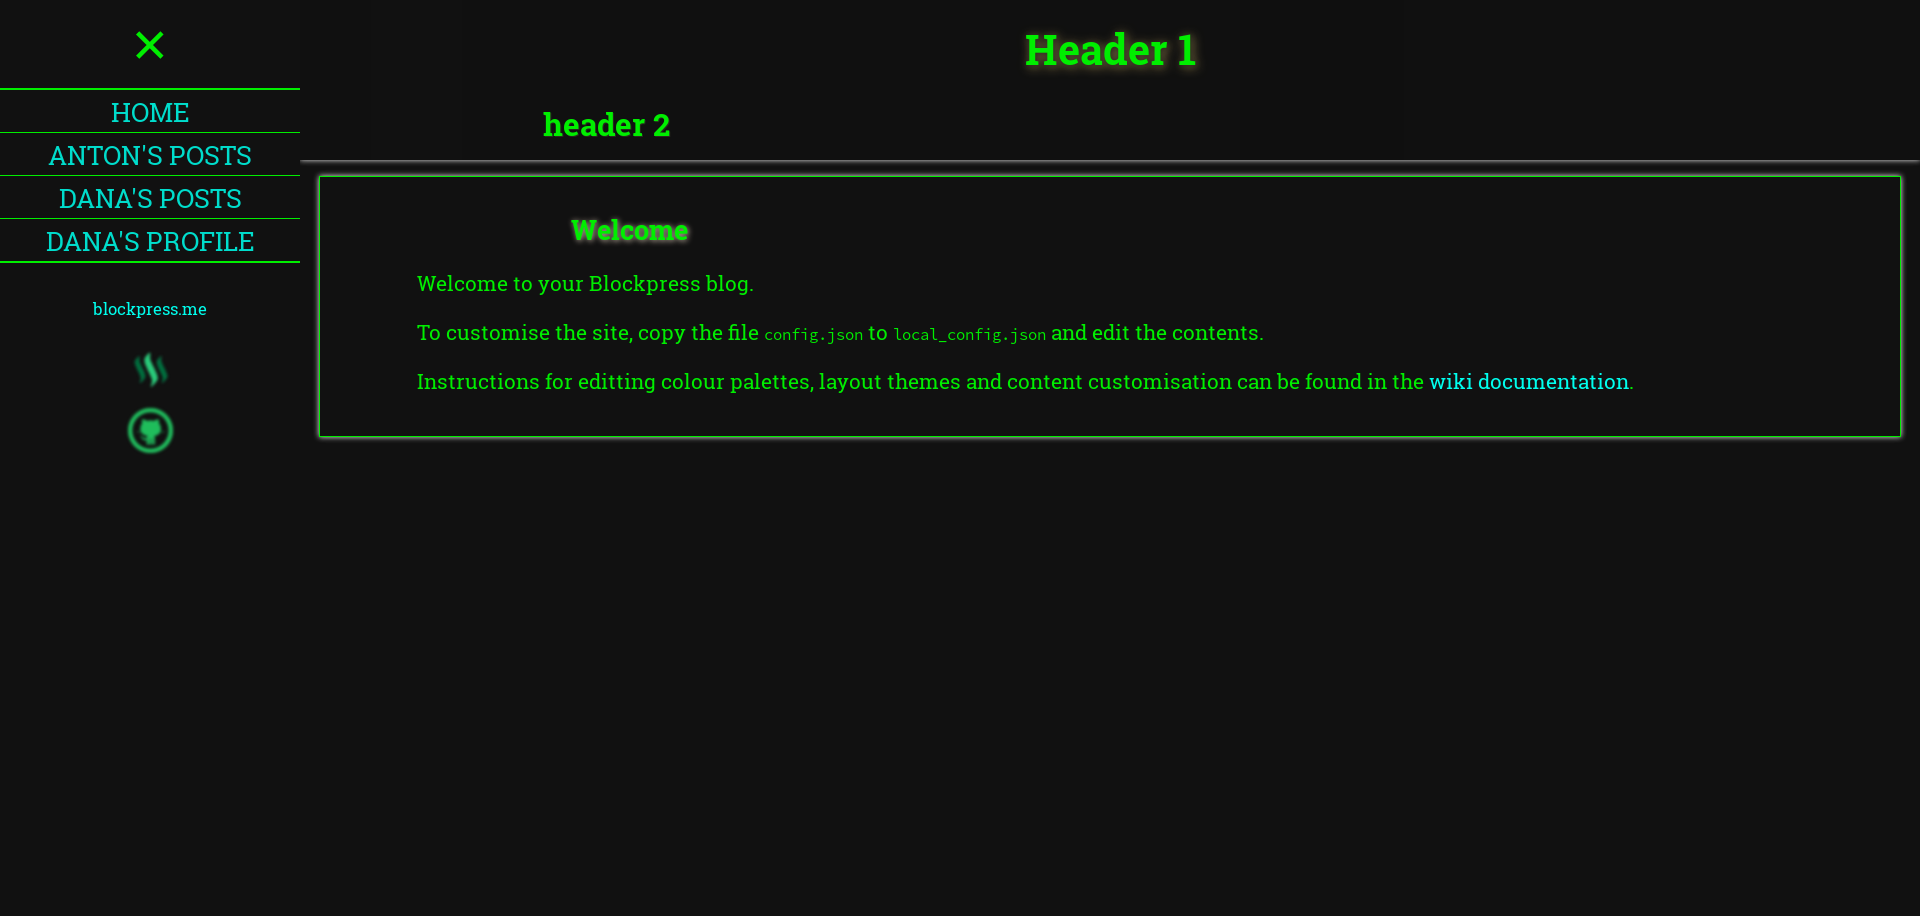 HOME
ANTON'S POSTS
DANA'S POSTS
DANA'S PROFILE
blockpress.me
Header 1
header 2
Welcome
Welcome to your Blockpress blog.
To customise the site, copy the file config.json to local_config.json and edit the contents.
Instructions for editting colour palettes, layout themes and content customisation can be found in the wiki documentation.